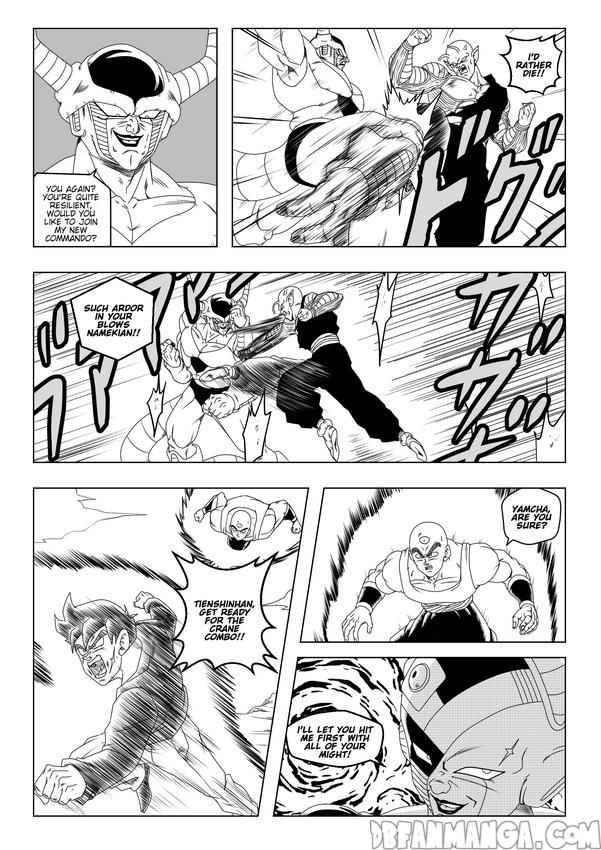 YOU AGAIN?
YOU'RE QUITE
RESILIENT,
WOULD YOU
LIKE TO JOIN
MY NEW
COMMANDO?
I'D
RATHER
DIE!!
ドグ
SUCH ARDOR
IN YOUR
BLOWS
NAMEKIAN!!
TIENSHINHAN,
GET READY
FOR THE
CRANE
COMBO!!
YAMCHA,
ARE YOU
SURE?
I'LL LET YOU HIT
ME FIRST WITH
ALL OF YOUR
MIGHT!
DBFANMANGA.COM